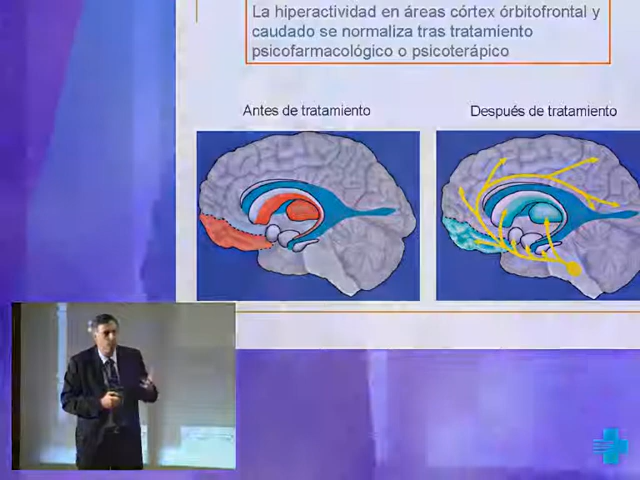 La hiperactividad en áreas córtex órbitofrontal y
caudado se normaliza tras tratamiento
psicofarmacológico o psicoterápico
Antes de tratamiento
Después de tratamiento